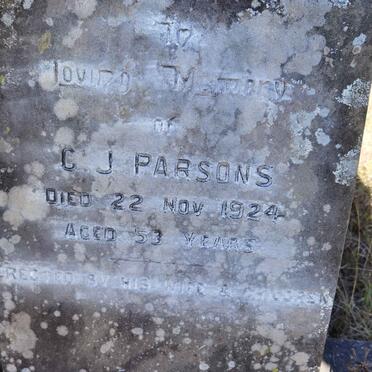 In
Loving Memory
of
C J PARSONS
DIED 22 NOV 1924
AGED 53 YEARS
ERECTED BY HIS WIFE & CHILDREN